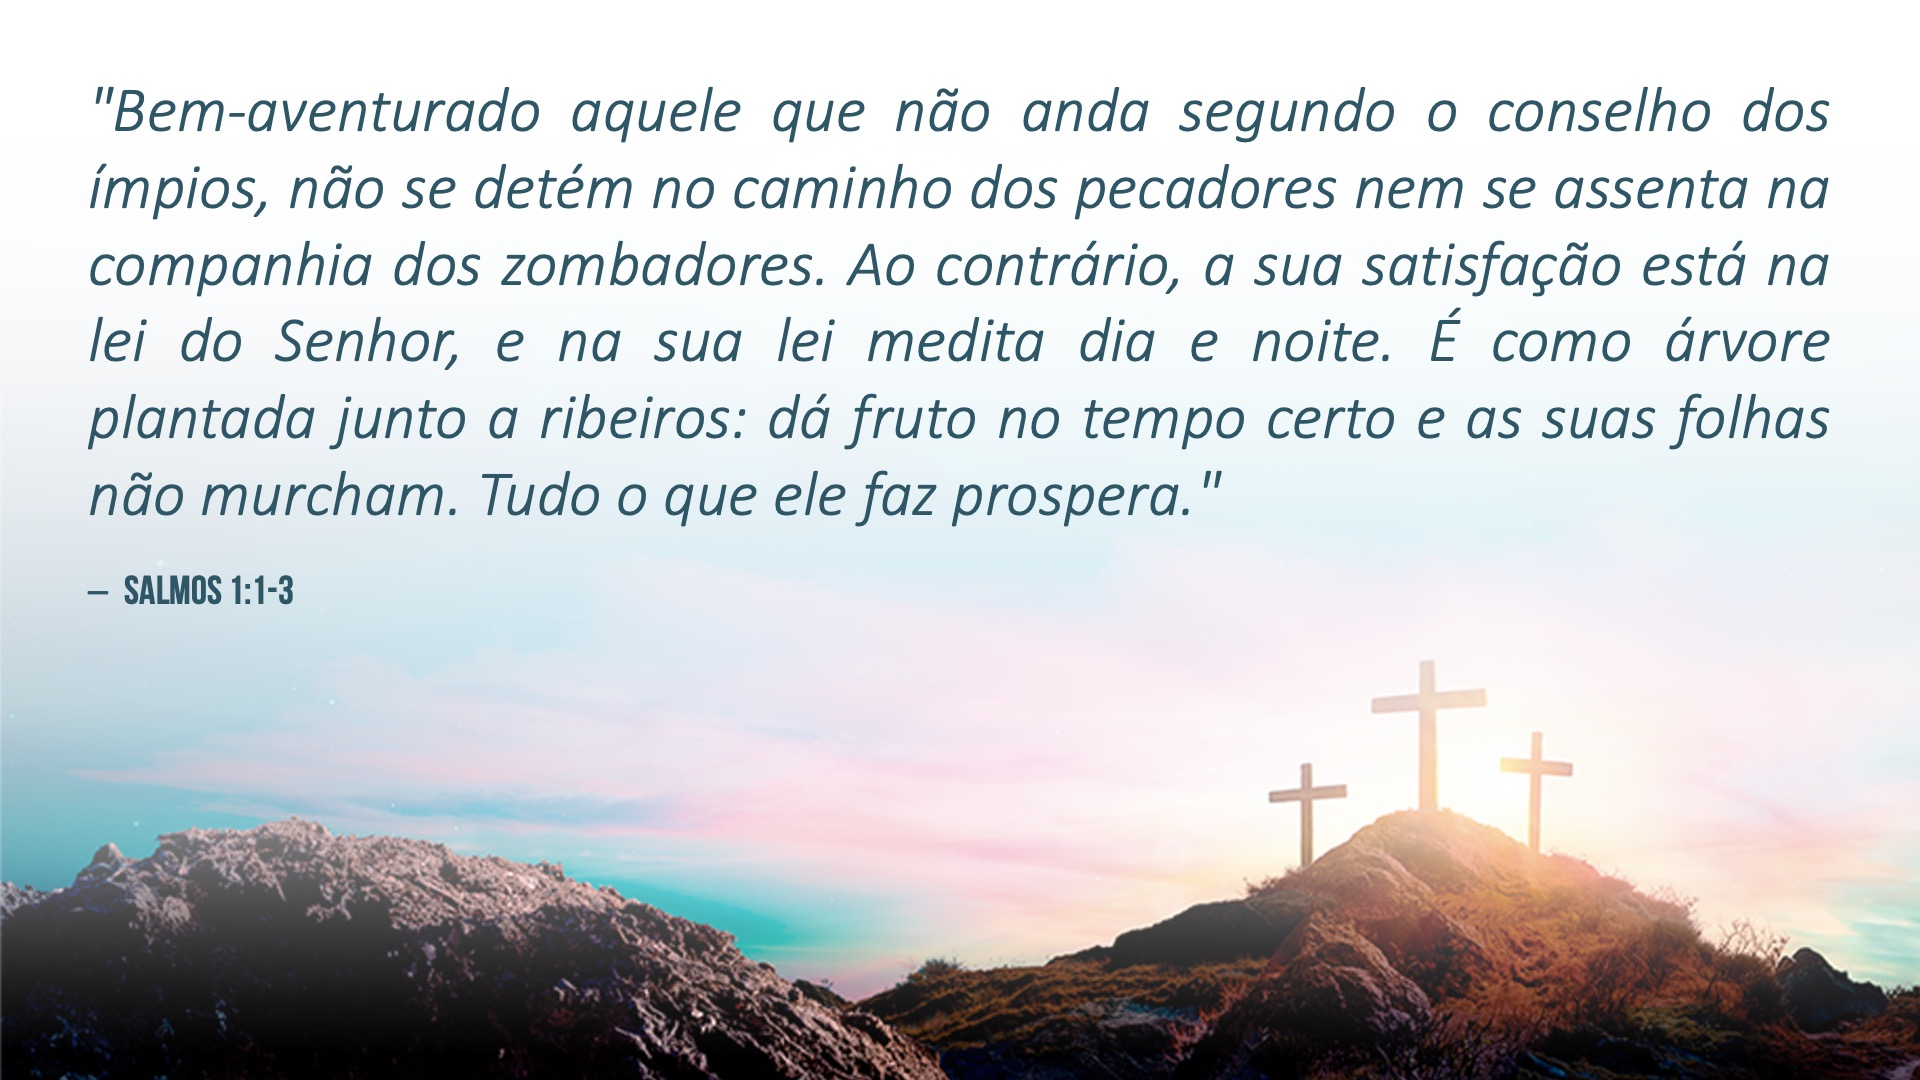 "Bem-aventurado aquele que não anda segundo o conselho dos
ímpios, não se detém no caminho dos pecadores nem se assenta na
companhia dos zombadores. Ao contrário, a sua satisfação está na
lei do Senhor, e na sua lei medita dia e noite. É como árvore
plantada junto a ribeiros: dá fruto no tempo certo e as suas folhas
não murcham. Tudo o que ele faz prospera."
– SALMOS 1:1-3